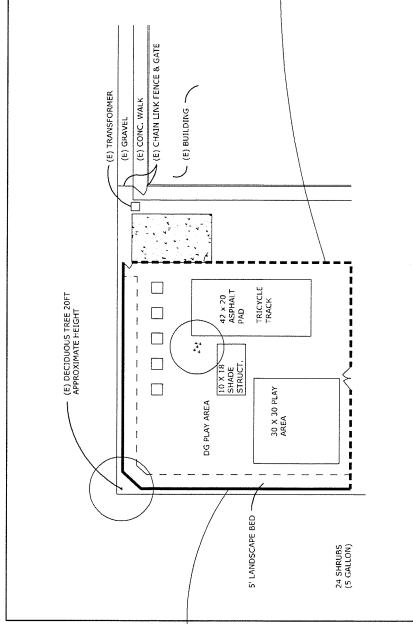 (E) TRANSFORMER
(E) GRAVEL
(E) CONC. WALK
(E) CHAIN LINK FENCE & GATE
(E) BUILDING
(E) DECIDUOUS TREE 20FT
APPROXIMATE HEIGHT
42 x 20
ASPHALT
PAD
TRICYCLE
TRACK
10 X 18
SHADE
STRUCT.
DG PLAY AREA
30 X 30 PLAY
AREA
5' LANDSCAPE BED
24 SHRUBS
(5 GALLON)